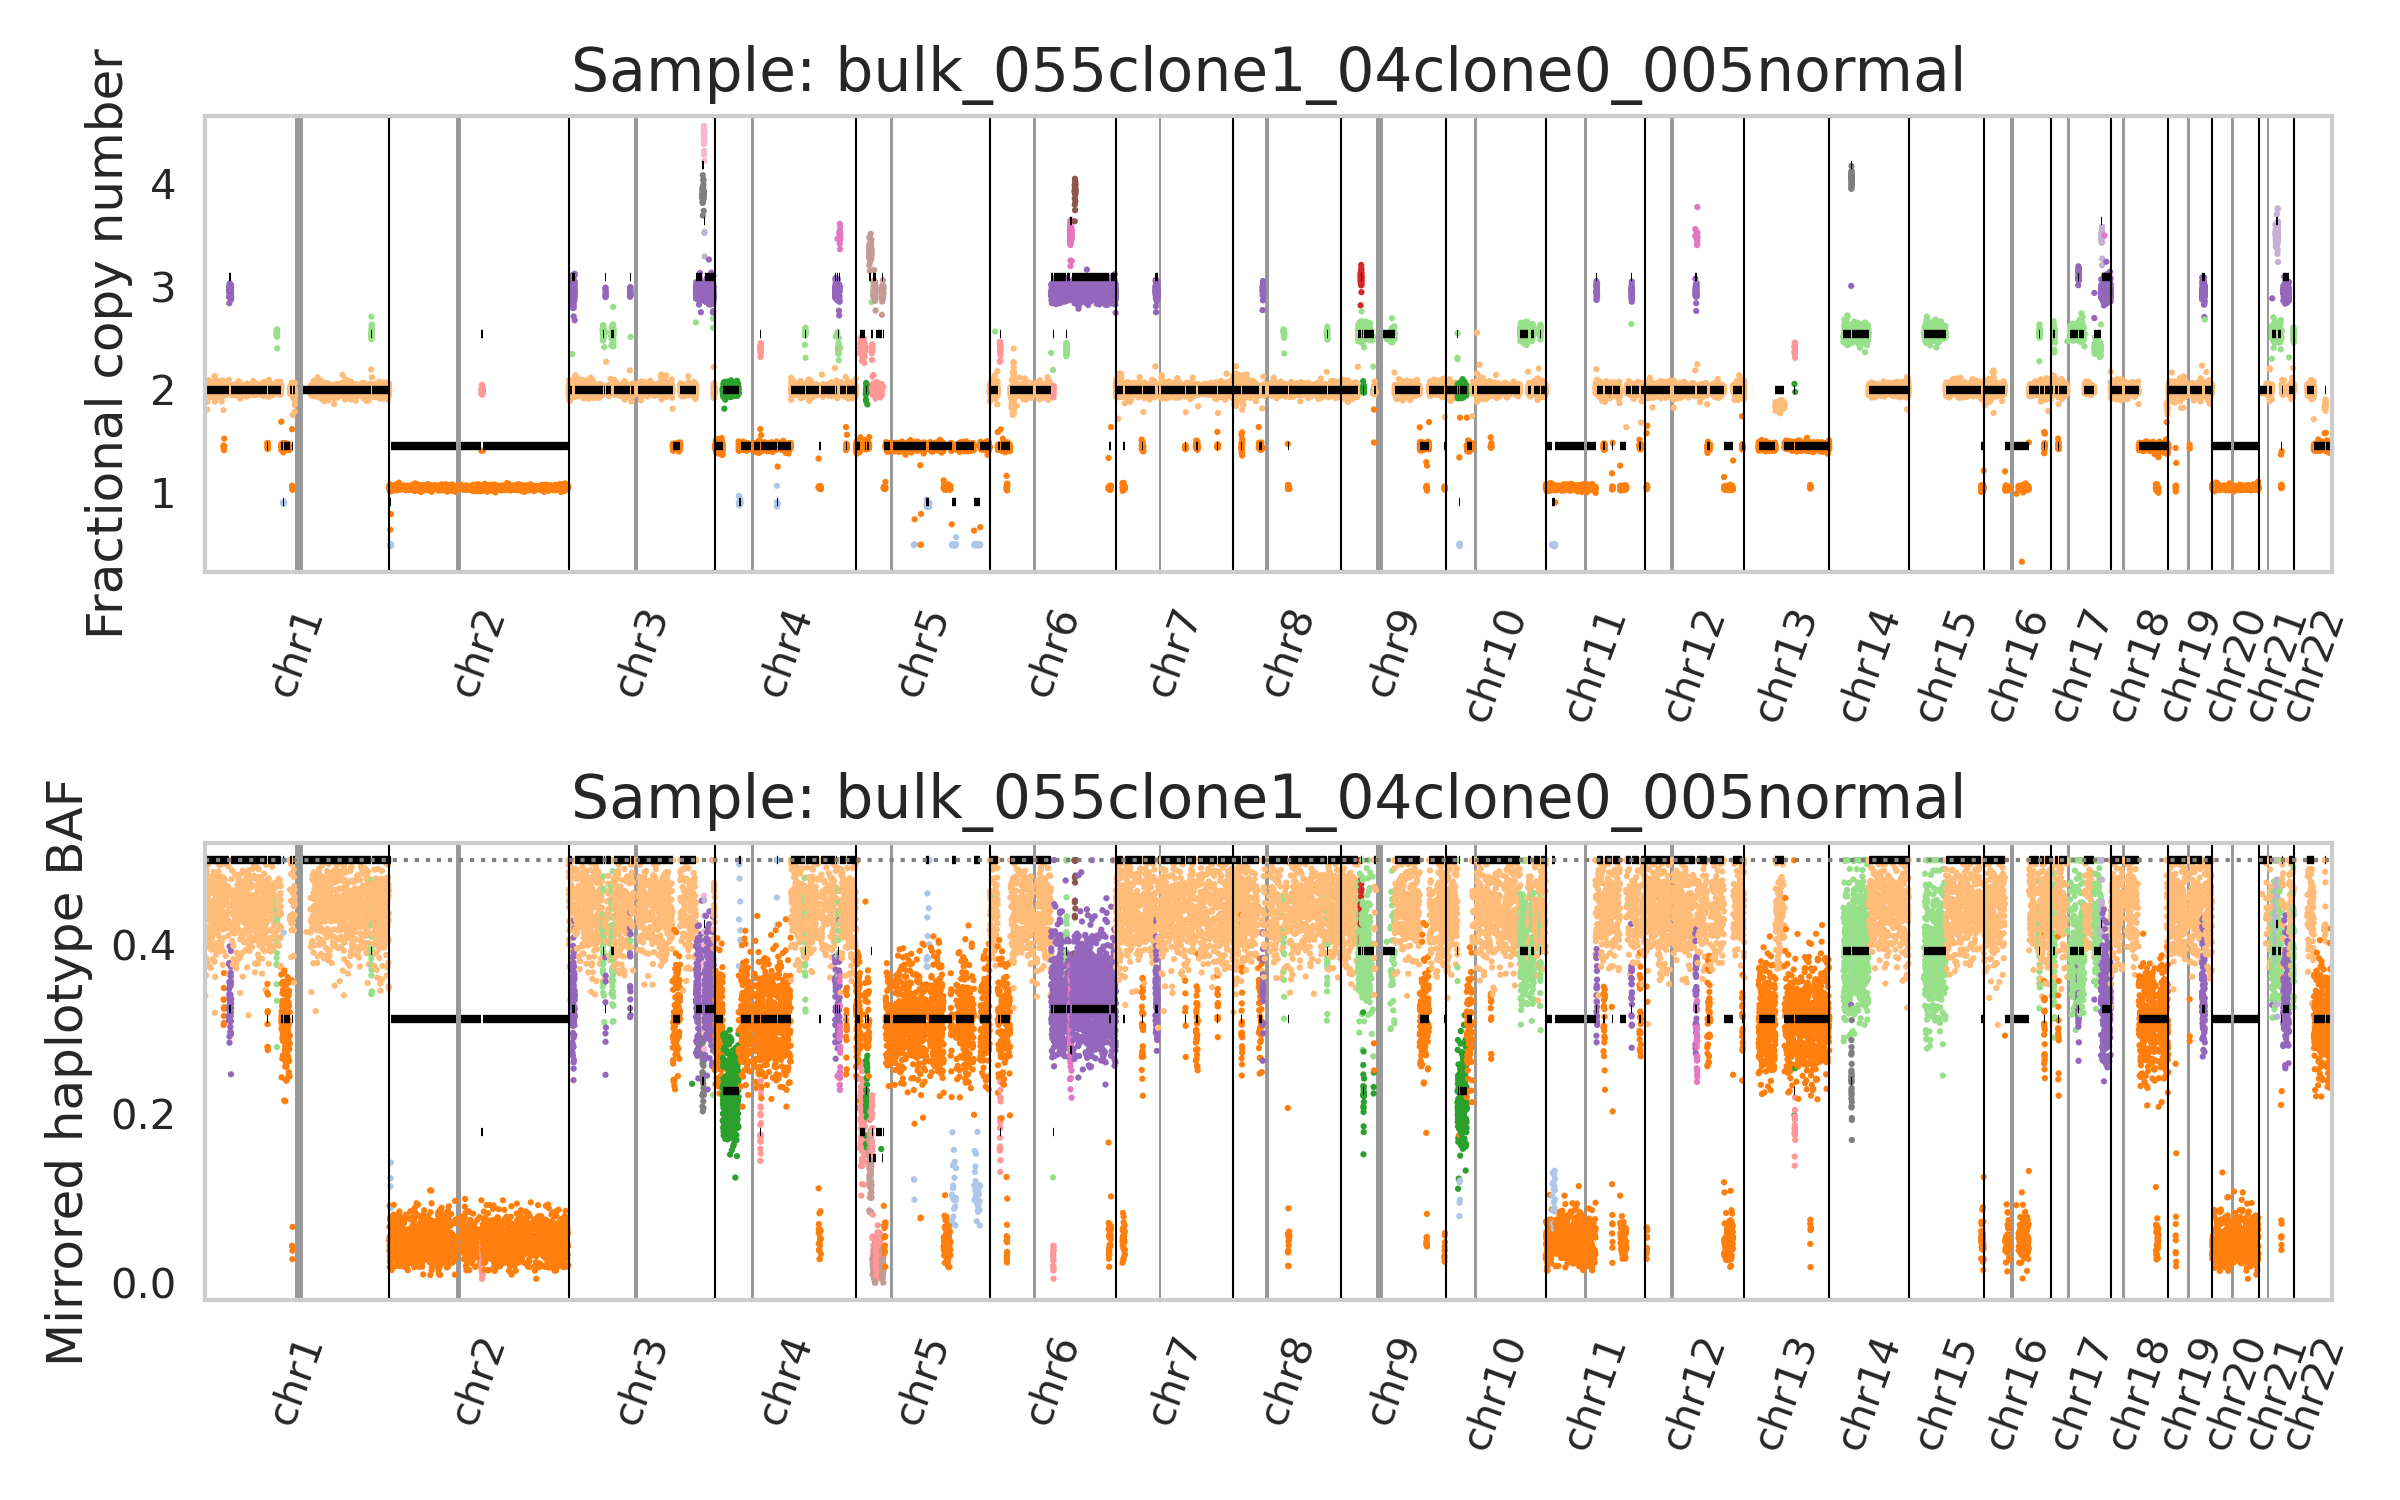 Sample: bulk_055clone1_04clone0_005normal
Fractional copy number
4
3
2
1
chr1 chr2 chr3 chr4 chr5 chr6 chr7 chr8 chr9 chr10 chr11 chr12 chr13 chr14 chr15 chr16 chr17 chr18 chr19 chr20 chr21 chr22
Sample: bulk_055clone1_04clone0_005normal
Mirrored haplotype BAF
0.4
0.2
0.0
chr1 chr2 chr3 chr4 chr5 chr6 chr7 chr8 chr9 chr10 chr11 chr12 chr13 chr14 chr15 chr16 chr17 chr18 chr19 chr20 chr21 chr22